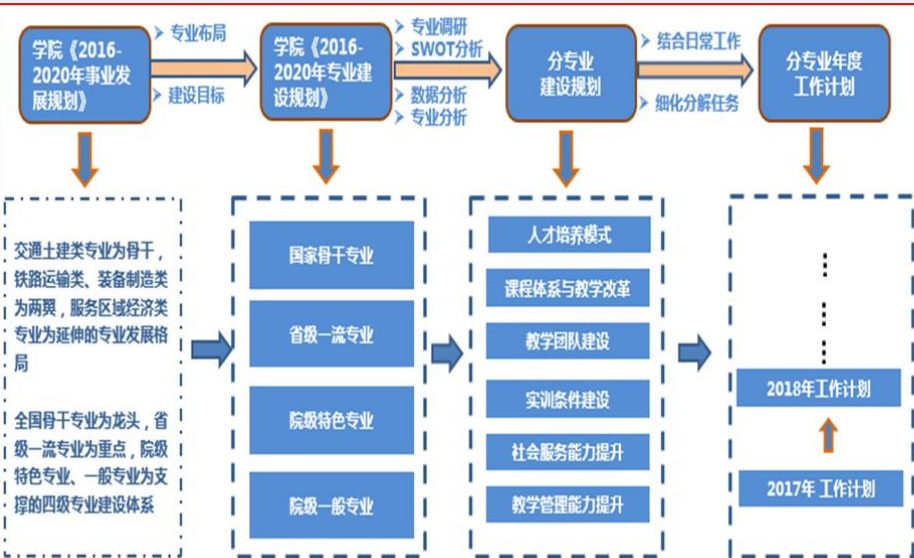 学院《2016-
2020年事业发
展规划》
专业布局
建设目标
学院《2016-
2020年专业建
设规划》
专业调研
SWOT分析
数据分析
专业分析
分专业
建设规划
结合日常工作
细化分解任务
分专业年度
工作计划
交通土建类专业为骨干，
铁路运输类、装备制造类
为两翼，服务区域经济类
专业为延伸的专业发展格
局
全国骨干专业为龙头，省
级一流专业为重点，院级
特色专业、一般专业为支
撑的四级专业建设体系
国家骨干专业
省级一流专业
院级特色专业
院级一般专业
人才培养模式
课程体系与教学改革
教学团队建设
实训条件建设
社会服务能力提升
教学管理能力提升
2018年工作计划
2017年 工作计划